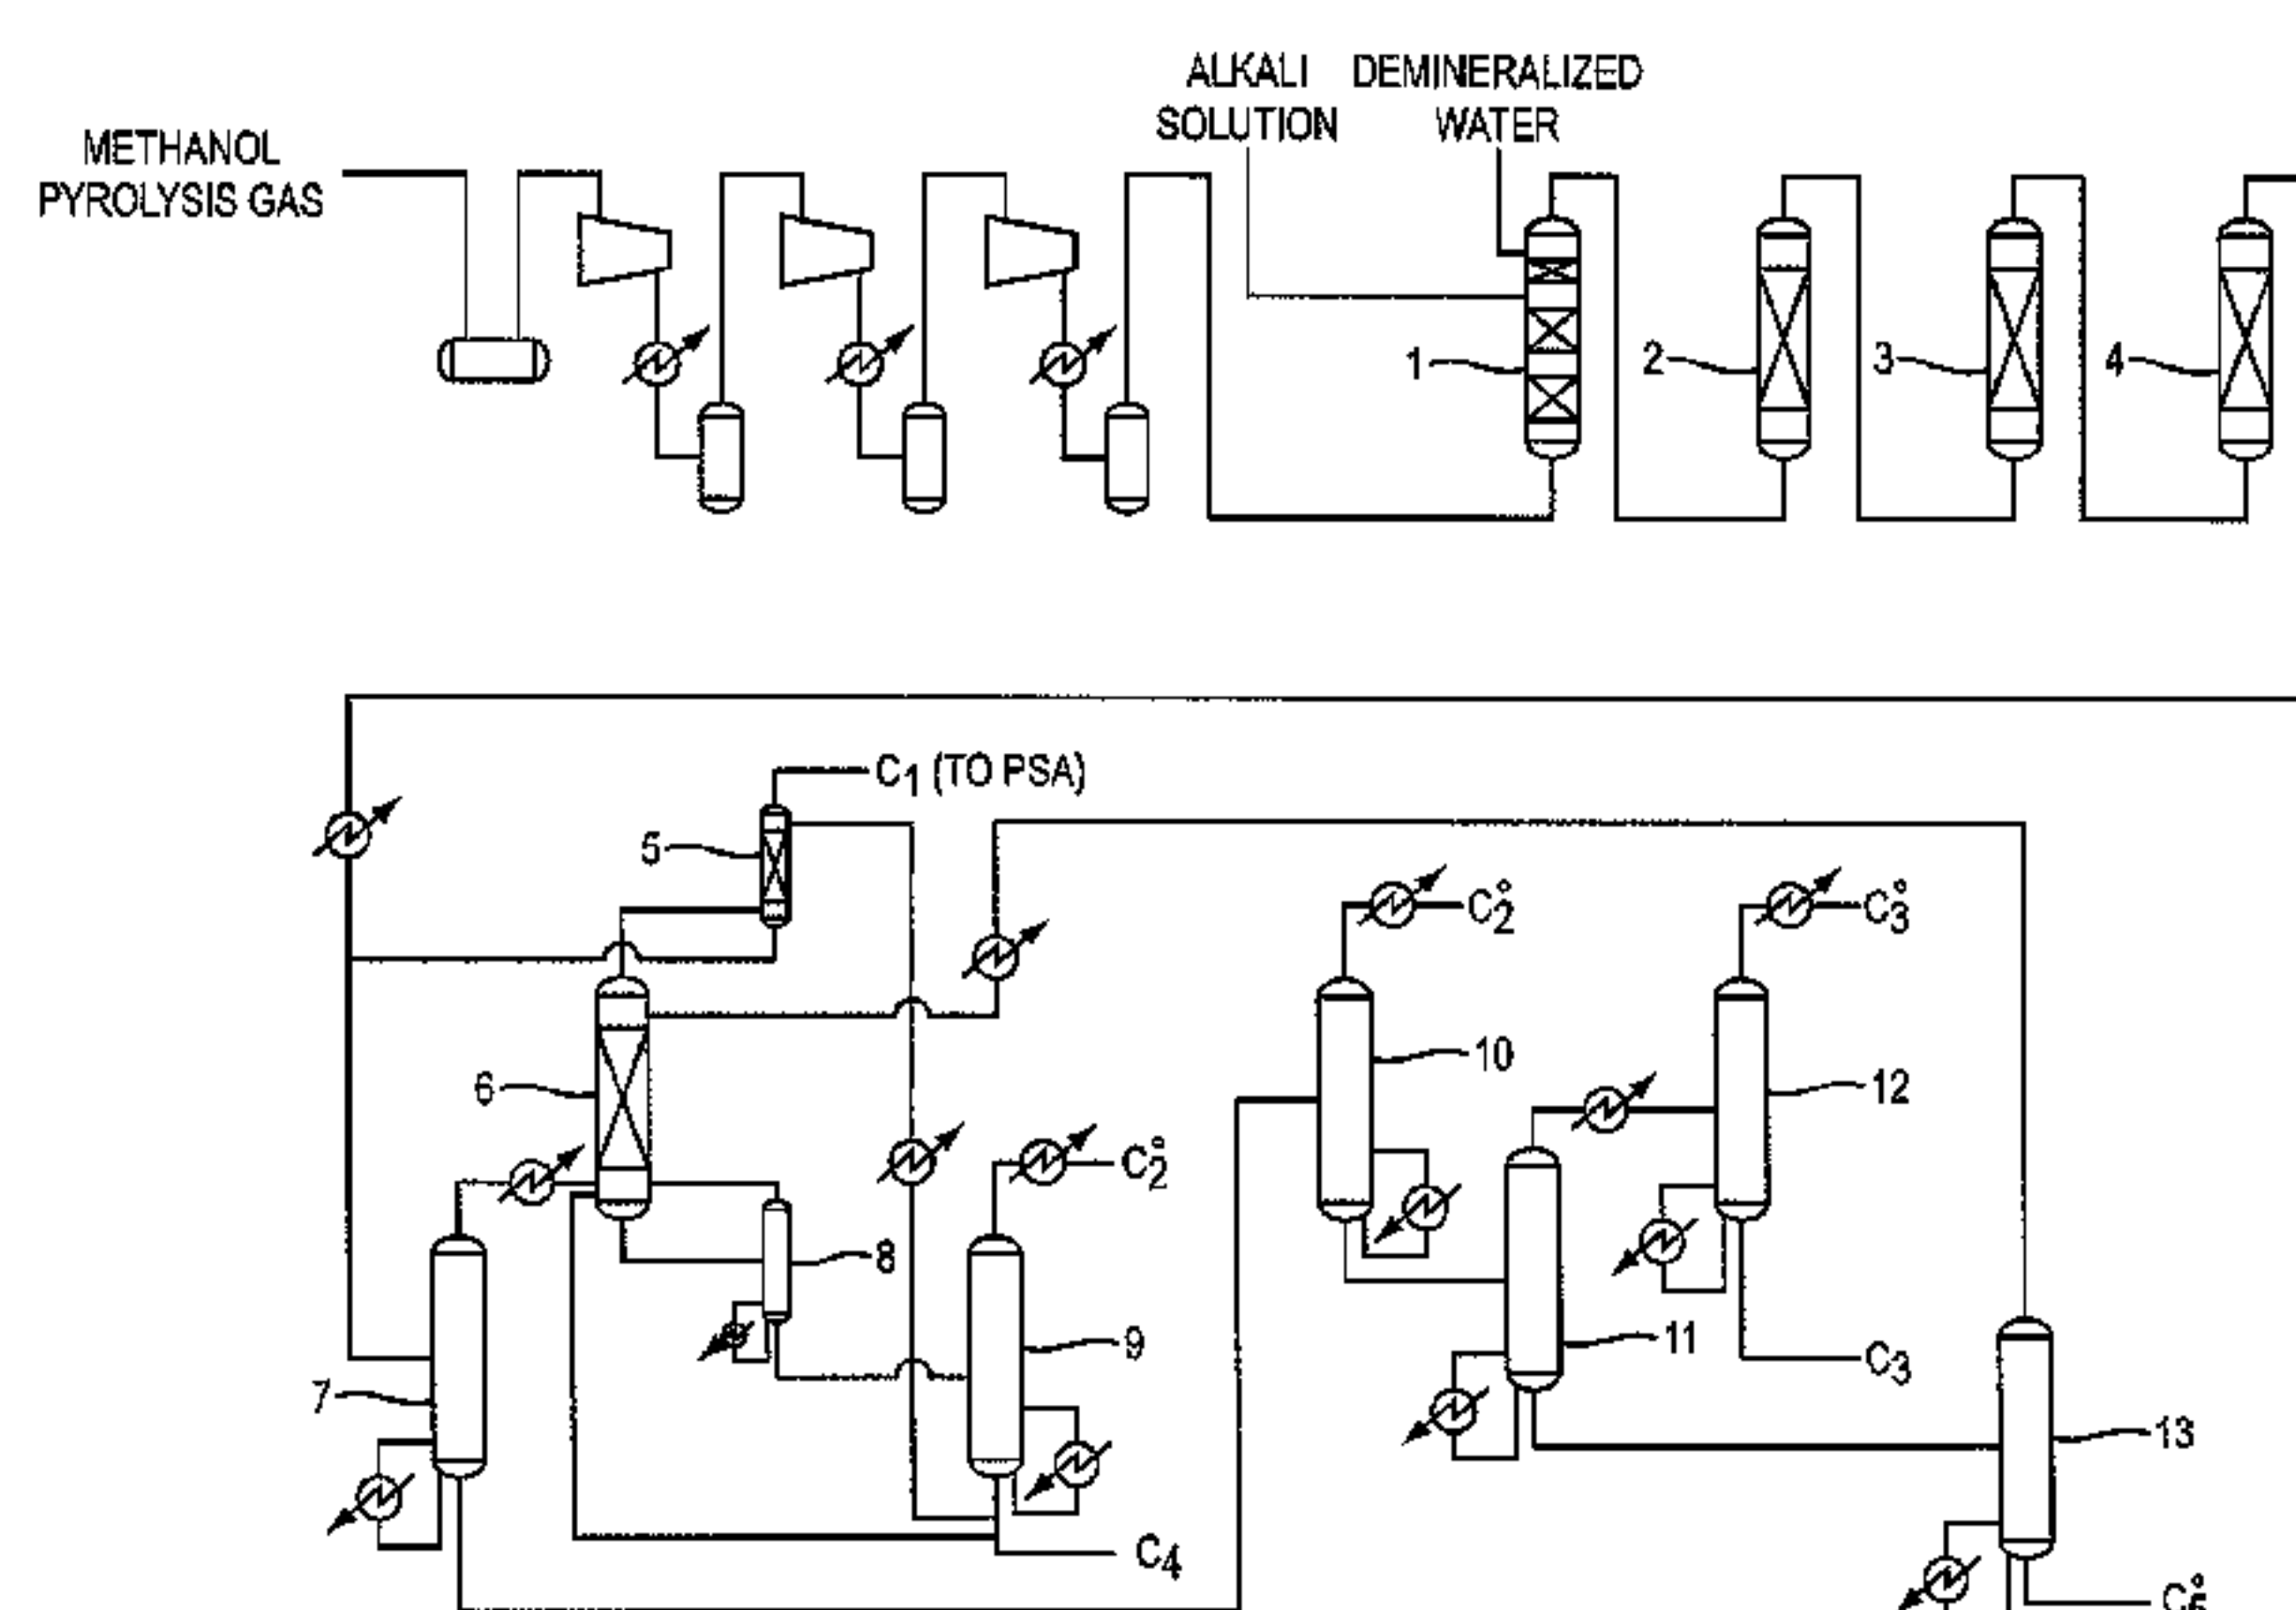 ALKALI SOLUTION
DEMINERALIZED WATER
METHANOL PYROLYSIS GAS
1
2
3
4
C1 (TO PSA)
5
C2°
C3°
10
6
12
C2°
8
9
11
C3
7
13
C4